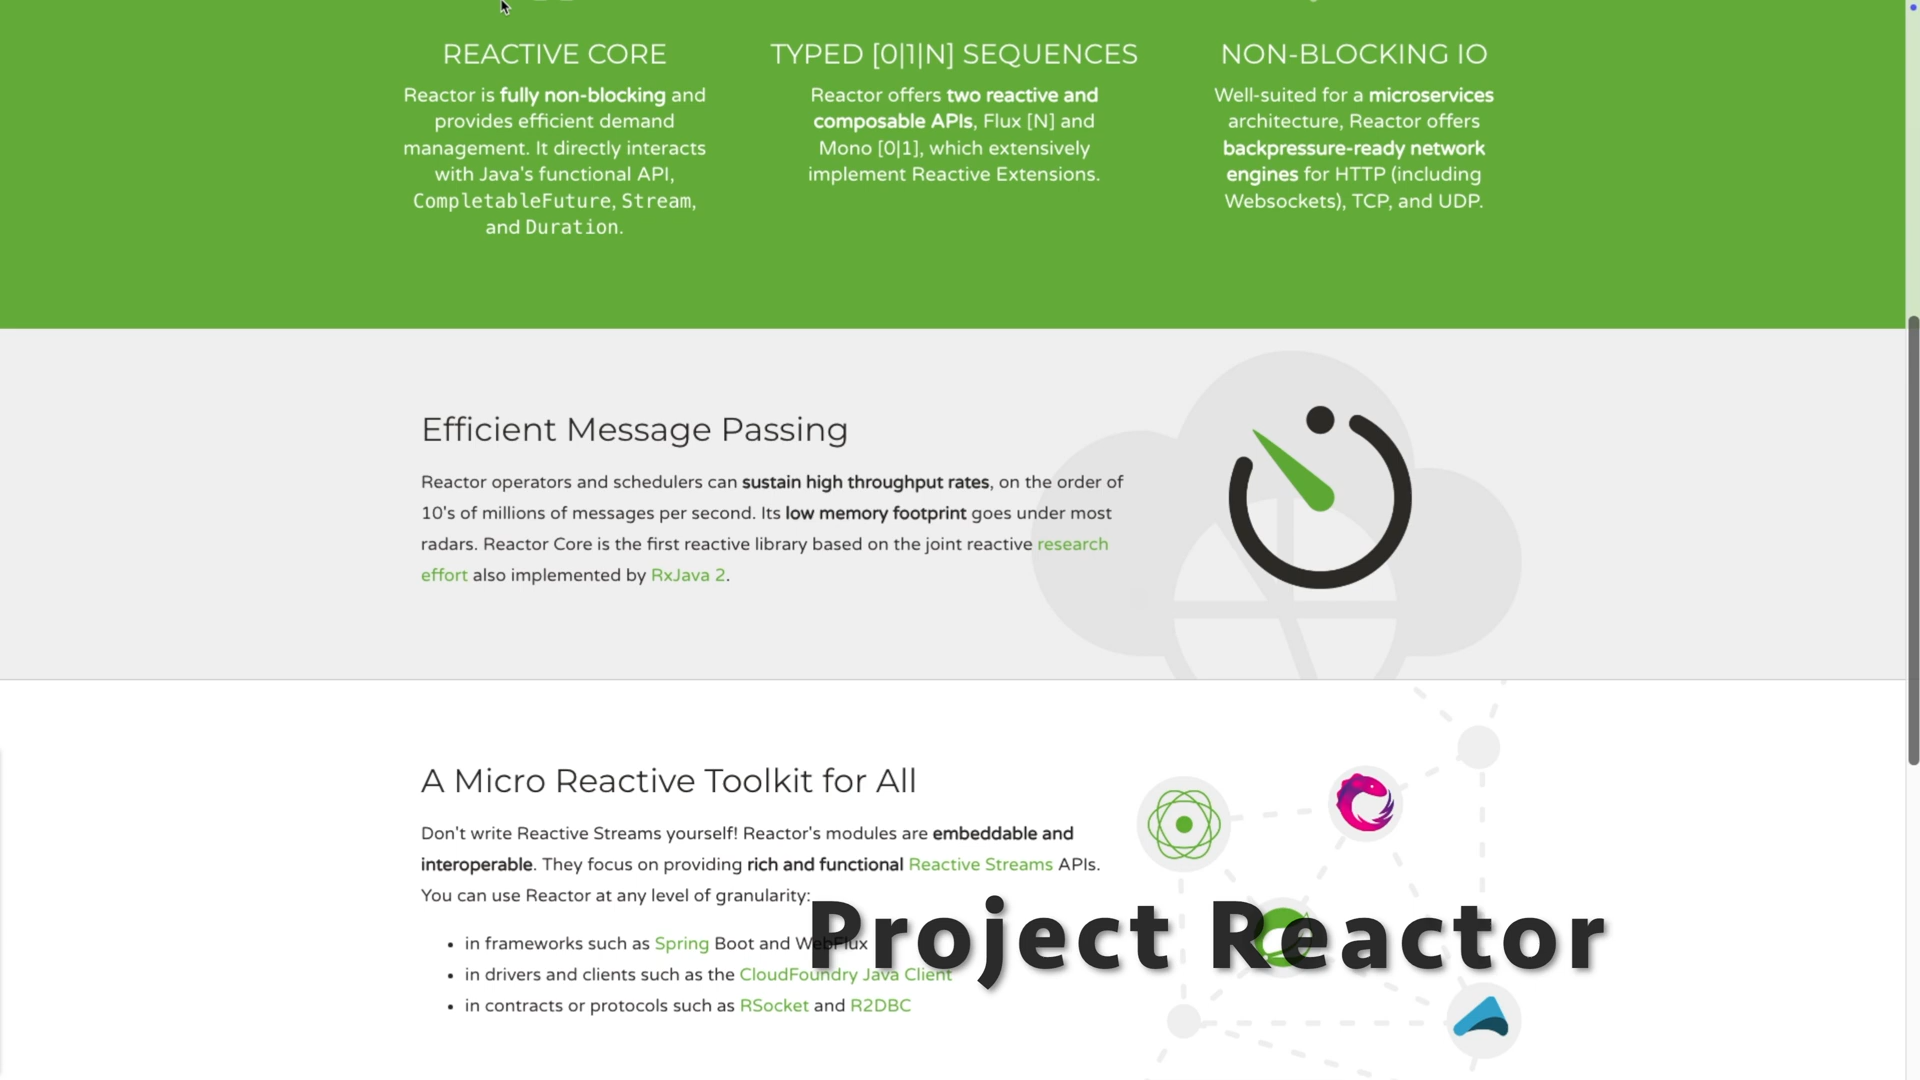 REACTIVE CORE
Reactor is fully non-blocking and
provides efficient demand
management. It directly interacts
with Java's functional API,
CompletableFuture, Stream,
and Duration.
TYPED [0|1|N] SEQUENCES
Reactor offers two reactive and
composable APIs, Flux [N] and
Mono [0|1], which extensively
implement Reactive Extensions.
NON-BLOCKING IO
Well-suited for a microservices
architecture, Reactor offers
backpressure-ready network
engines for HTTP (including
Websockets), TCP, and UDP.
Efficient Message Passing
Reactor operators and schedulers can sustain high throughput rates, on the order of
10's of millions of messages per second. Its low memory footprint goes under most
radars. Reactor Core is the first reactive library based on the joint reactive research
effort also implemented by RxJava 2.
A Micro Reactive Toolkit for All
Don't write Reactive Streams yourself! Reactor's modules are embeddable and
interoperable. They focus on providing rich and functional Reactive Streams APIs.
You can use Reactor at any level of granularity:
• in frameworks such as Spring Boot and WebFlux
• in drivers and clients such as the CloudFoundry Java Client
• in contracts or protocols such as RSocket and R2DBC
Project Reactor